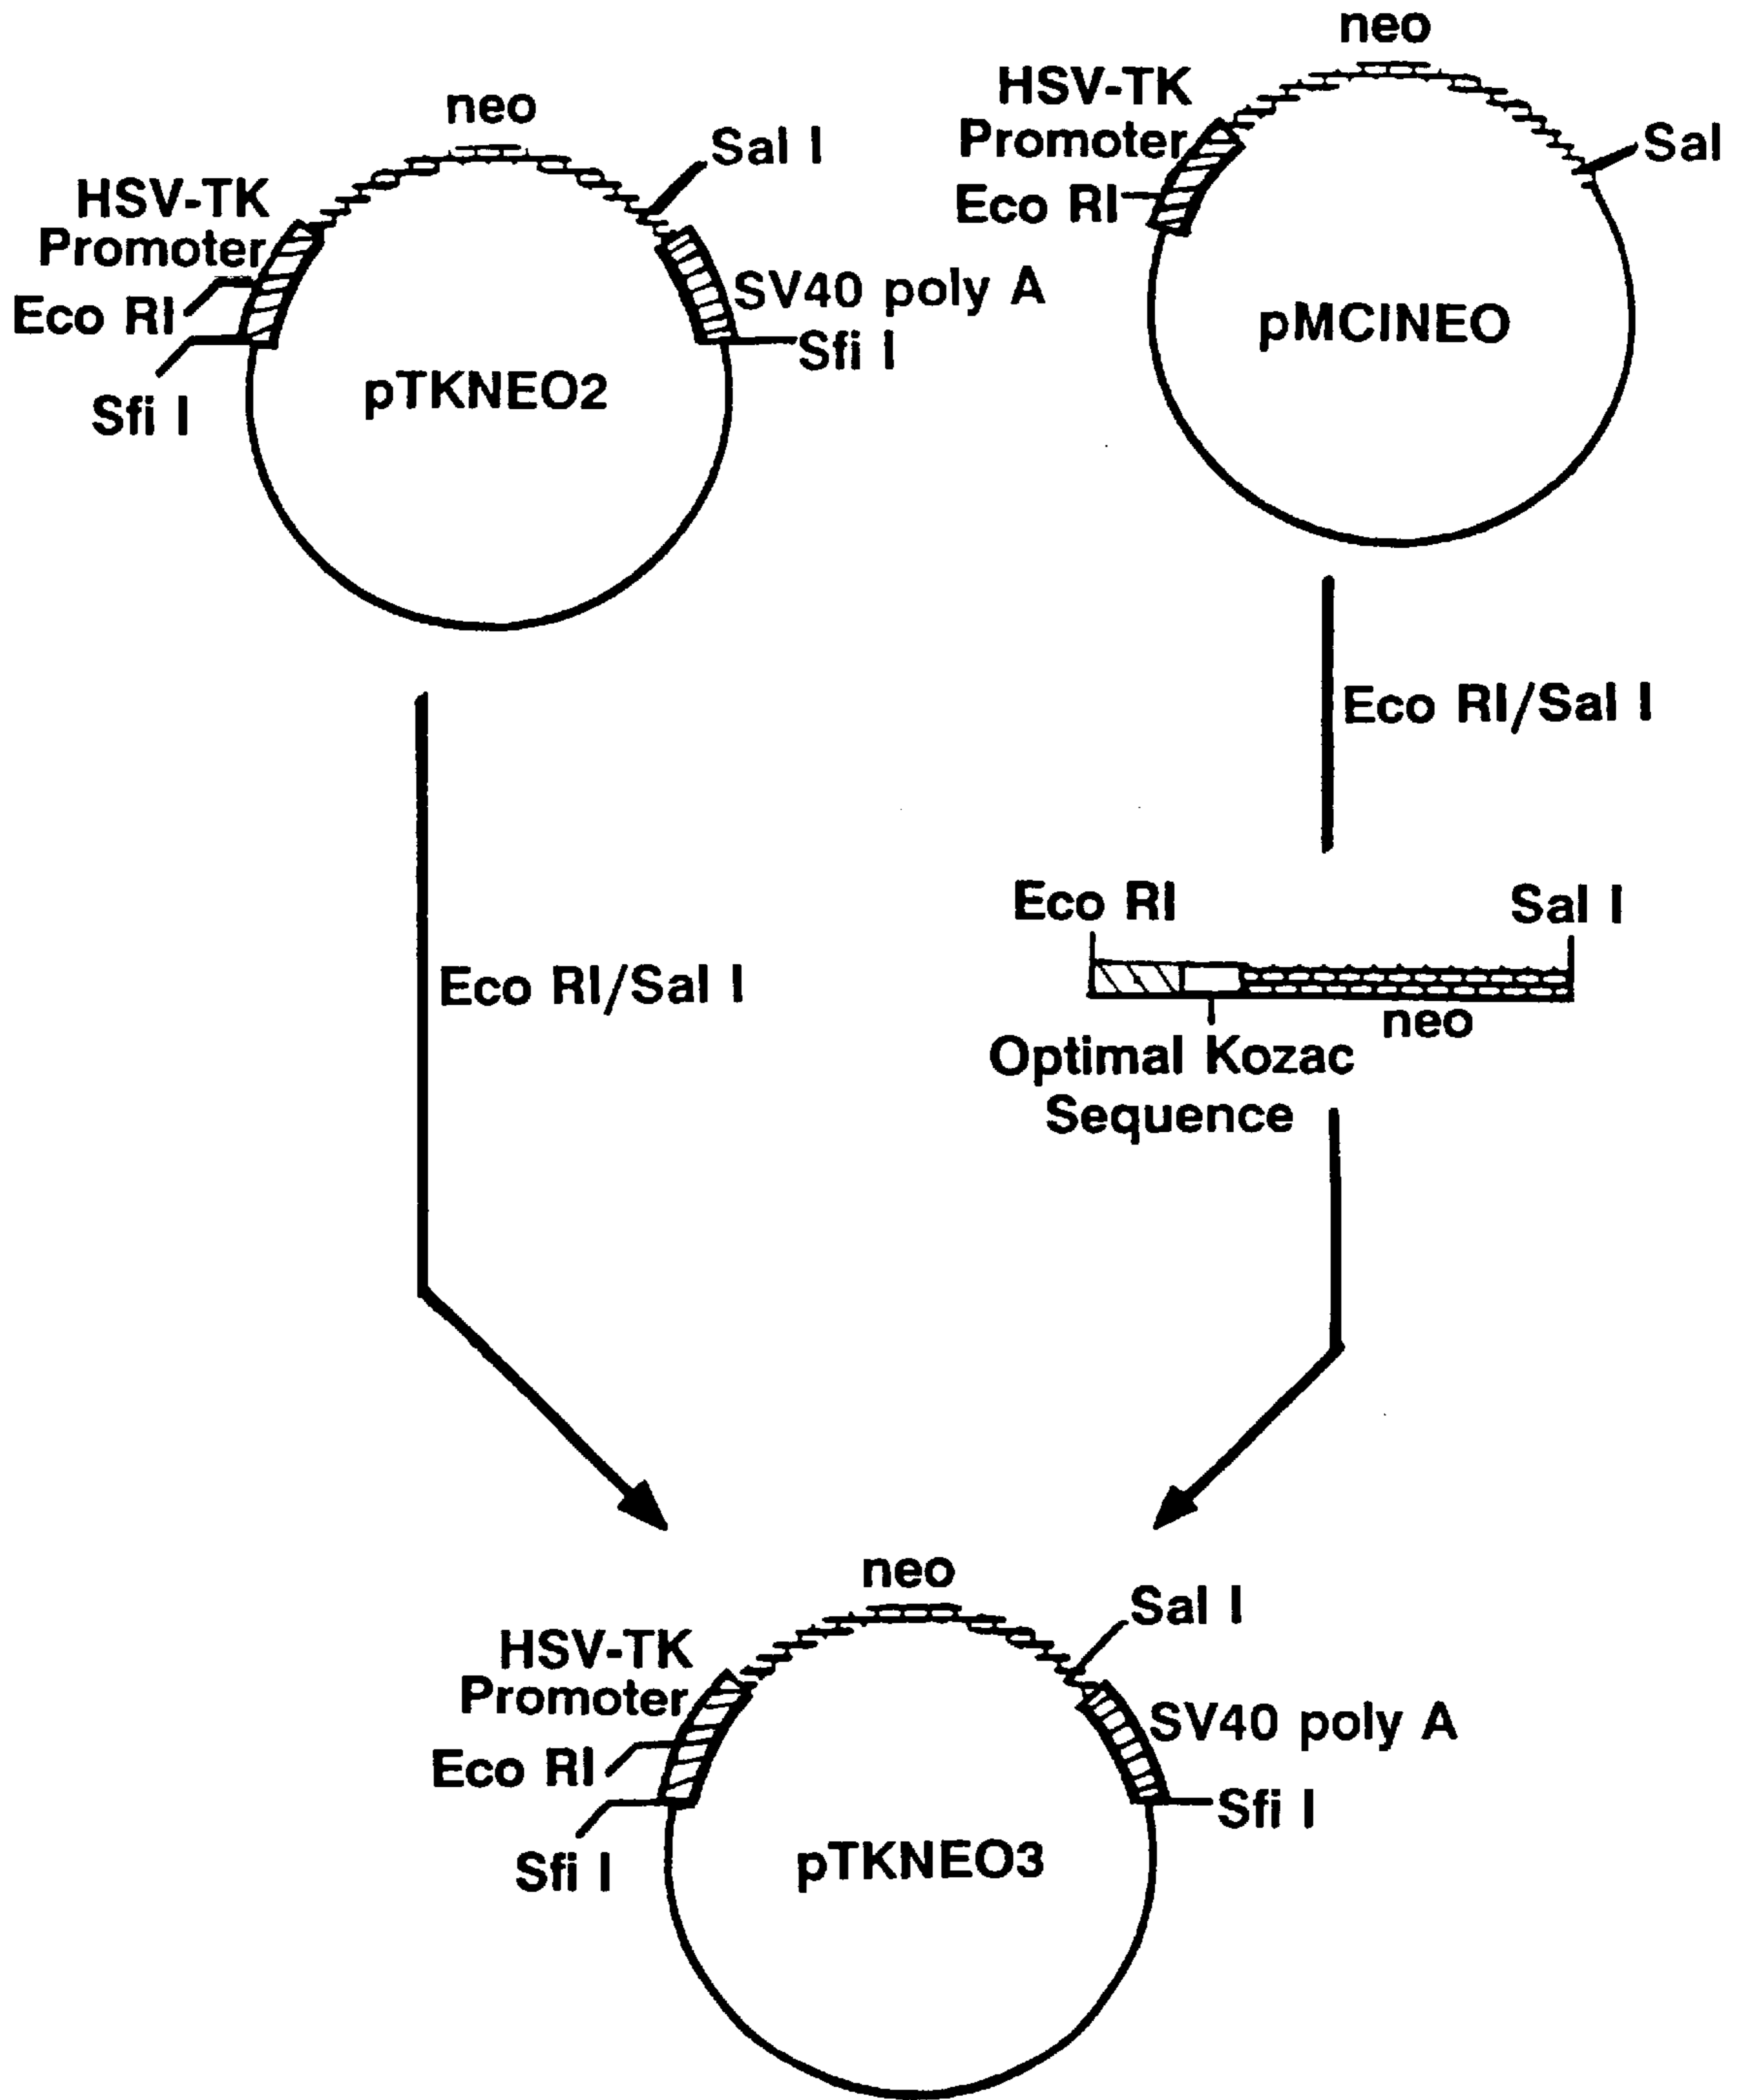 neo
HSV-TK
Promoter
Eco RI
Sfi I
Sal I
SV40 poly A
Sfi I
pTKNEO2
neo
HSV-TK
Promoter
Eco RI
Sal
pMCINEO
Eco RI/Sal I
Eco RI/Sal I
Eco RI
Sal I
neo
Optimal Kozac
Sequence
neo
HSV-TK
Promoter
Eco RI
Sfi I
Sal I
SV40 poly A
Sfi I
pTKNEO3